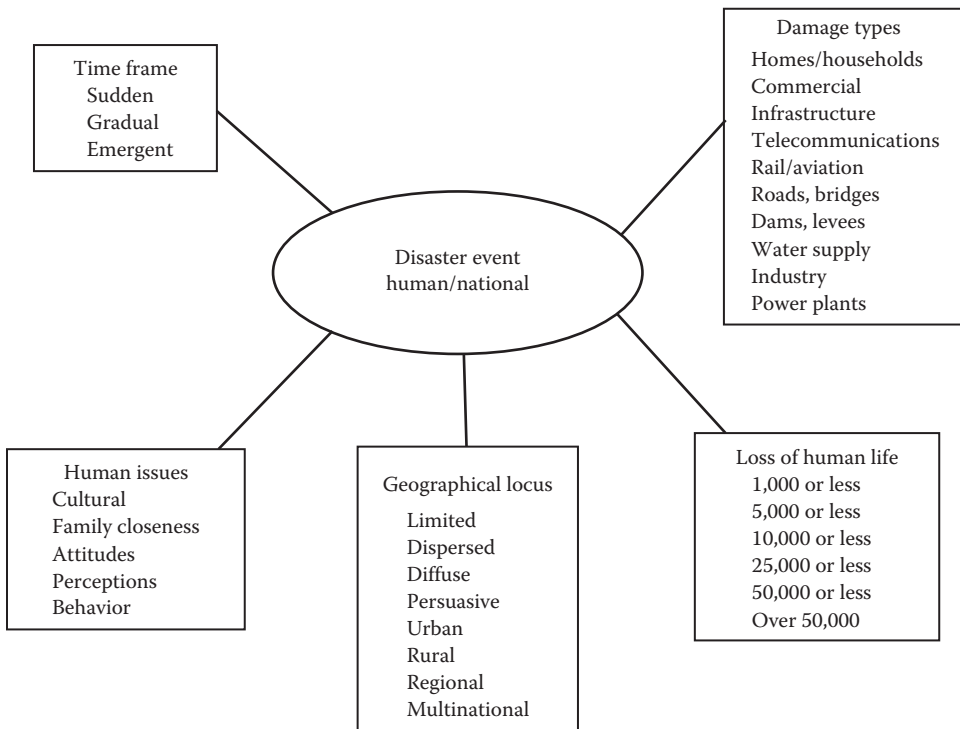 Time frame
Sudden
Gradual
Emergent
Damage types
Homes/households
Commercial
Infrastructure
Telecommunications
Rail/aviation
Roads, bridges
Dams, levees
Water supply
Industry
Power plants
Disaster event
human/national
Human issues
Cultural
Family closeness
Attitudes
Perceptions
Behavior
Geographical locus
Limited
Dispersed
Diffuse
Persuasive
Urban
Rural
Regional
Multinational
Loss of human life
1,000 or less
5,000 or less
10,000 or less
25,000 or less
50,000 or less
Over 50,000